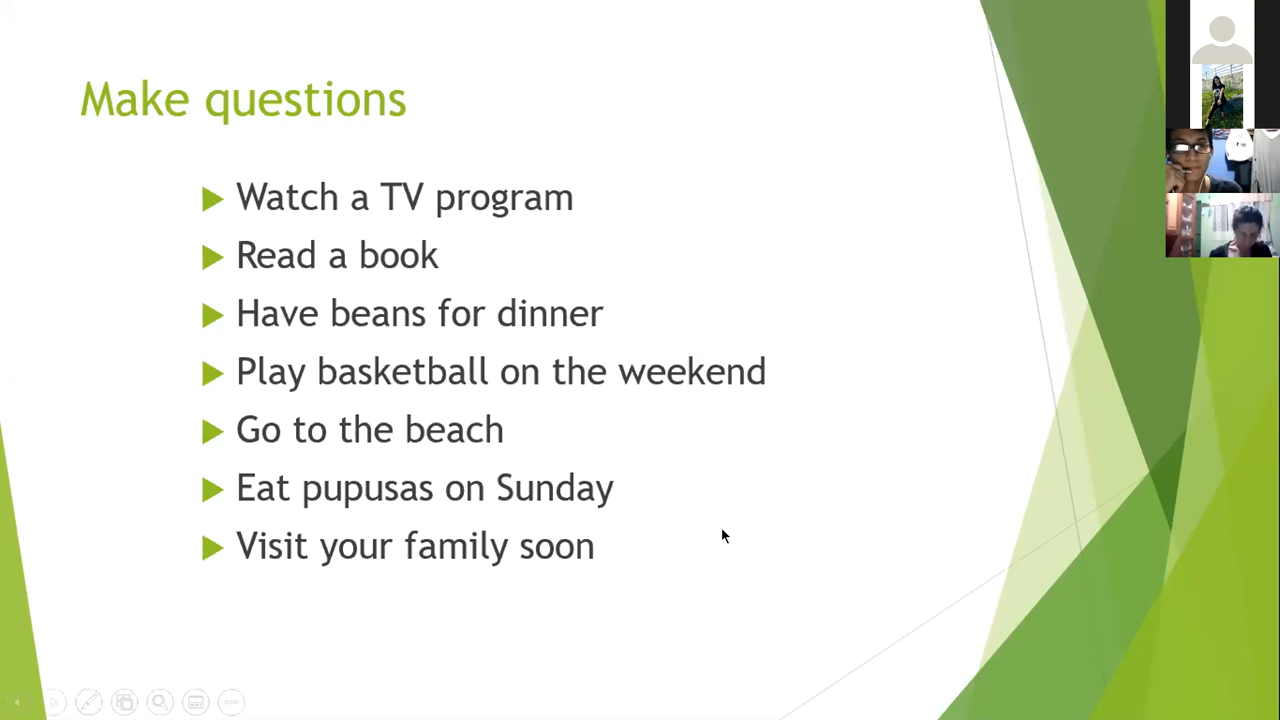 Make questions
Watch a TV program
Read a book
Have beans for dinner
Play basketball on the weekend
Go to the beach
Eat pupusas on Sunday
Visit your family soon